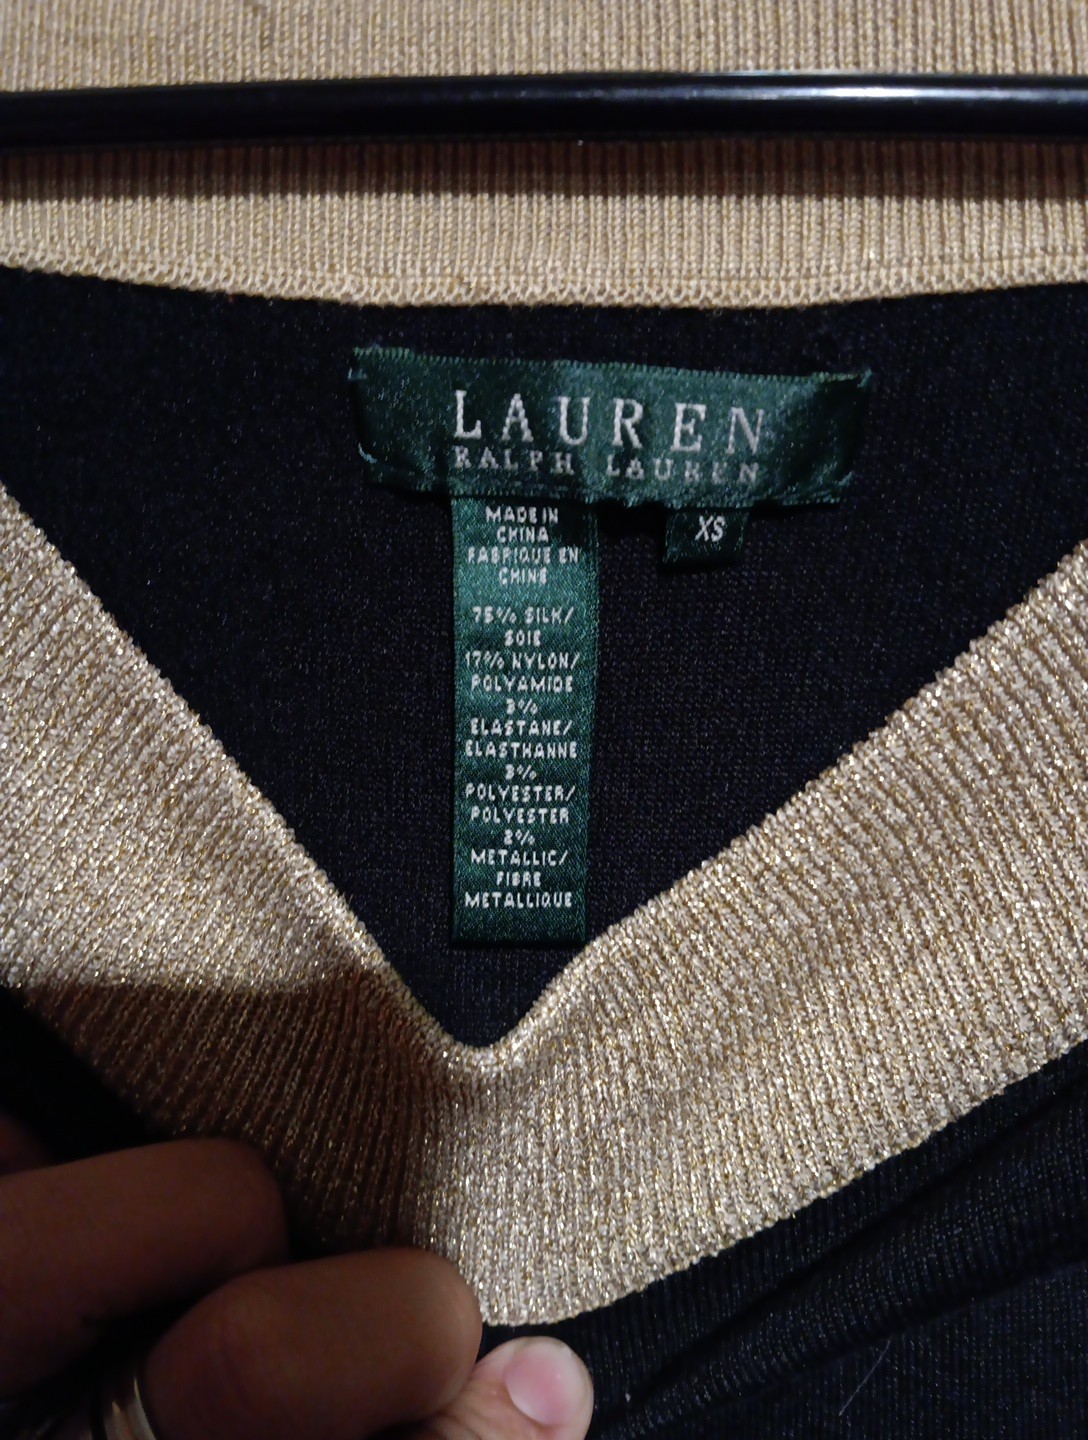 LAUREN
RALPH LAUREN
XS
MADE IN
CHINA
FABRIQUE EN
CHINE
75% SILK/
SOIE
17% NYLON/
POLYAMIDE
3%
ELASTANE/
ELASTHANNE
3%
POLYESTER/
POLYESTER
2%
METALLIC/
FIBRE
METALLIQUE